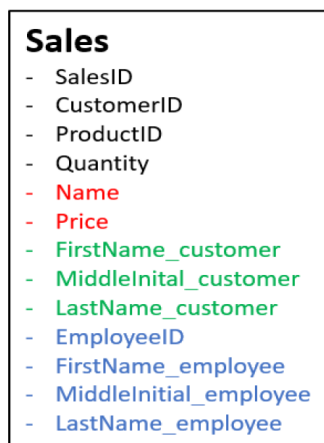 Sales
- SalesID
- CustomerID
- ProductID
- Quantity
- Name
- Price
- FirstName_customer
- MiddleInital_customer
- LastName_customer
- EmployeeID
- FirstName_employee
- MiddleInitial_employee
- LastName_employee